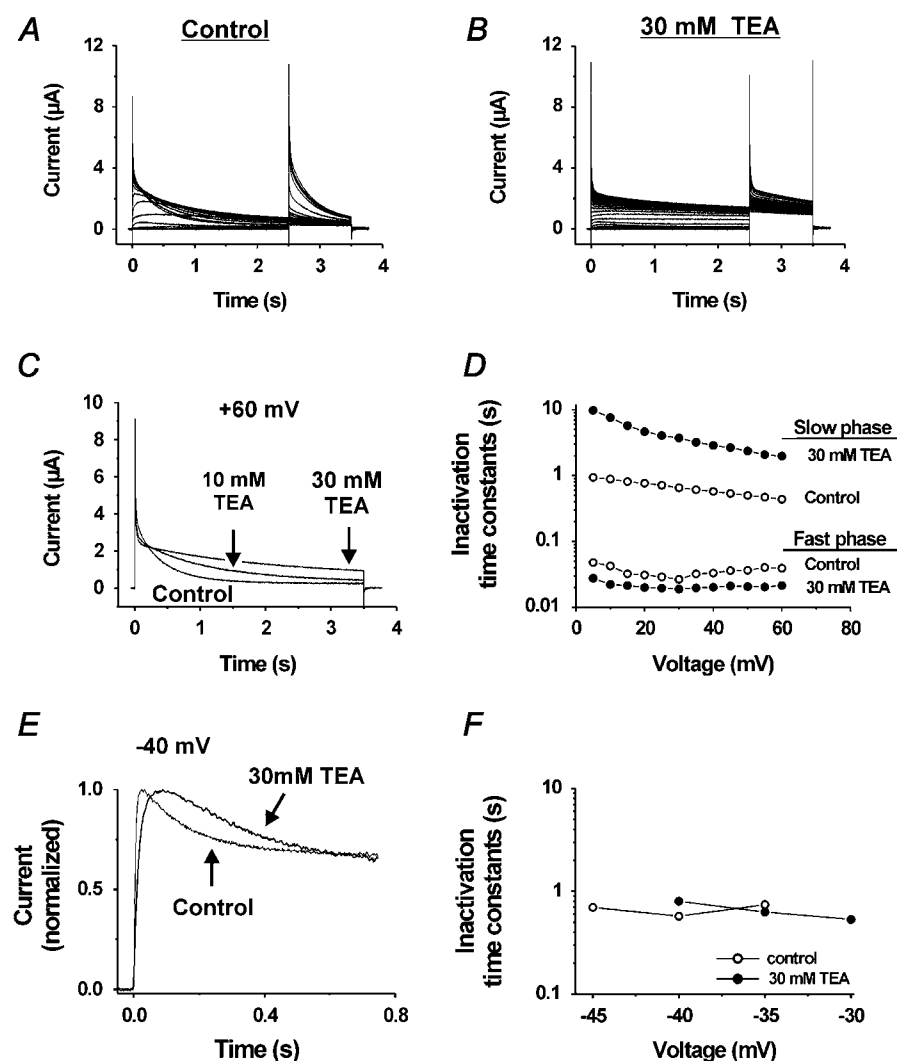 A
Control
12
8
4
0
Current (µA)
0 1 2 3 4
Time (s)
B
30 mM TEA
12
8
4
0
Current (µA)
0 1 2 3 4
Time (s)
C
+60 mV
10
8
6
4
2
0
Current (µA)
10 mM
TEA
30 mM
TEA
Control
0 1 2 3 4
Time (s)
D
Inactivation
time constants (s)
10
1
0.1
0.01
Slow phase
30 mM TEA
Control
Fast phase
Control
30 mM TEA
0 20 40 60 80
Voltage (mV)
E
-40 mV
30mM TEA
1.0
0.5
0.0
Current
(normalized)
Control
0.0 0.4 0.8
Time (s)
F
Inactivation
time constants (s)
10
1
0.1
control
30 mM TEA
-45 -40 -35 -30
Voltage (mV)